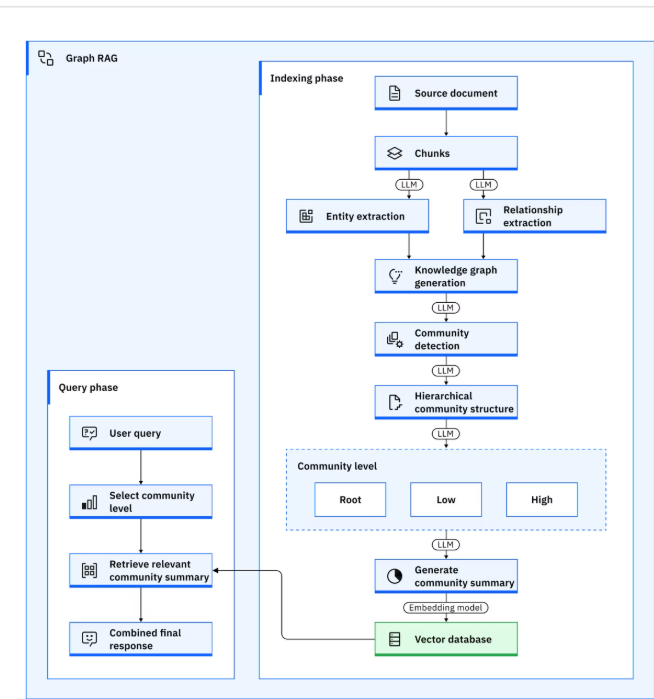 Graph RAG
Indexing phase
Source document
Chunks
LLM
LLM
Entity extraction
Relationship
extraction
Knowledge graph
generation
LLM
Community
detection
LLM
Hierarchical
community structure
LLM
Community level
Root
Low
High
LLM
Generate
community summary
Embedding model
Vector database
Query phase
User query
Select community
level
Retrieve relevant
community summary
Combined final
response